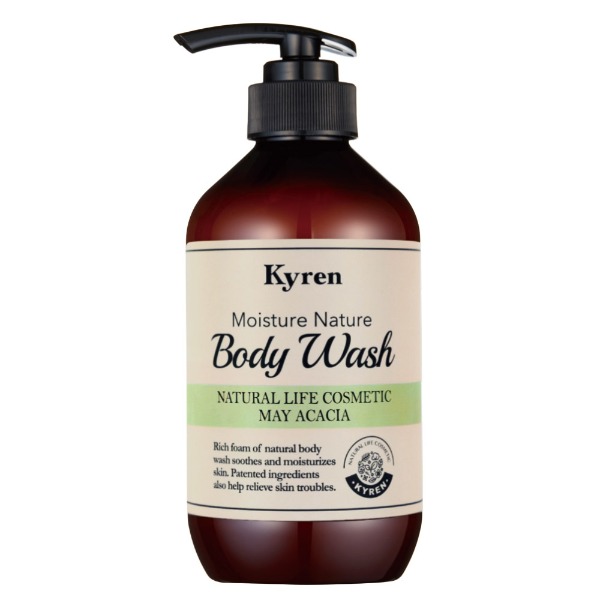 Kyren
Moisture Nature
Body Wash
NATURAL LIFE COSMETIC
MAY ACACIA
Rich foam of natural body
wash soothes and moisturizes
skin. Patented ingredients
also help relieve skin troubles.
NATURAL LIFE COSMETIC
• KYREN •